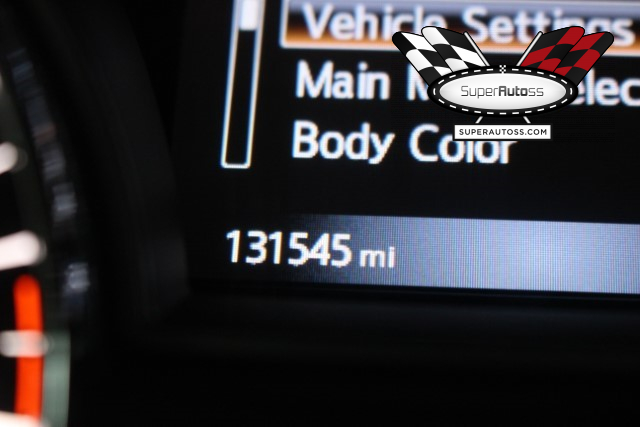 Vehicle Settings
Main
Body Color
131545 mi
SuperAutoss
SUPERAUTOSS.COM